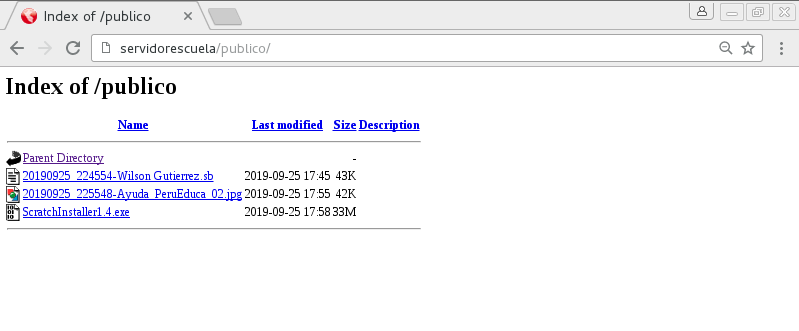 Index of /publico
servidorescuela/publico/
Index of /publico
Name Last modified Size Description
Parent Directory -
20190925_224554-Wilson Gutierrez.sb 2019-09-25 17:45 43K
20190925_225548-Ayuda_PeruEduca_02.jpg 2019-09-25 17:55 42K
ScratchInstaller1.4.exe 2019-09-25 17:58 33M